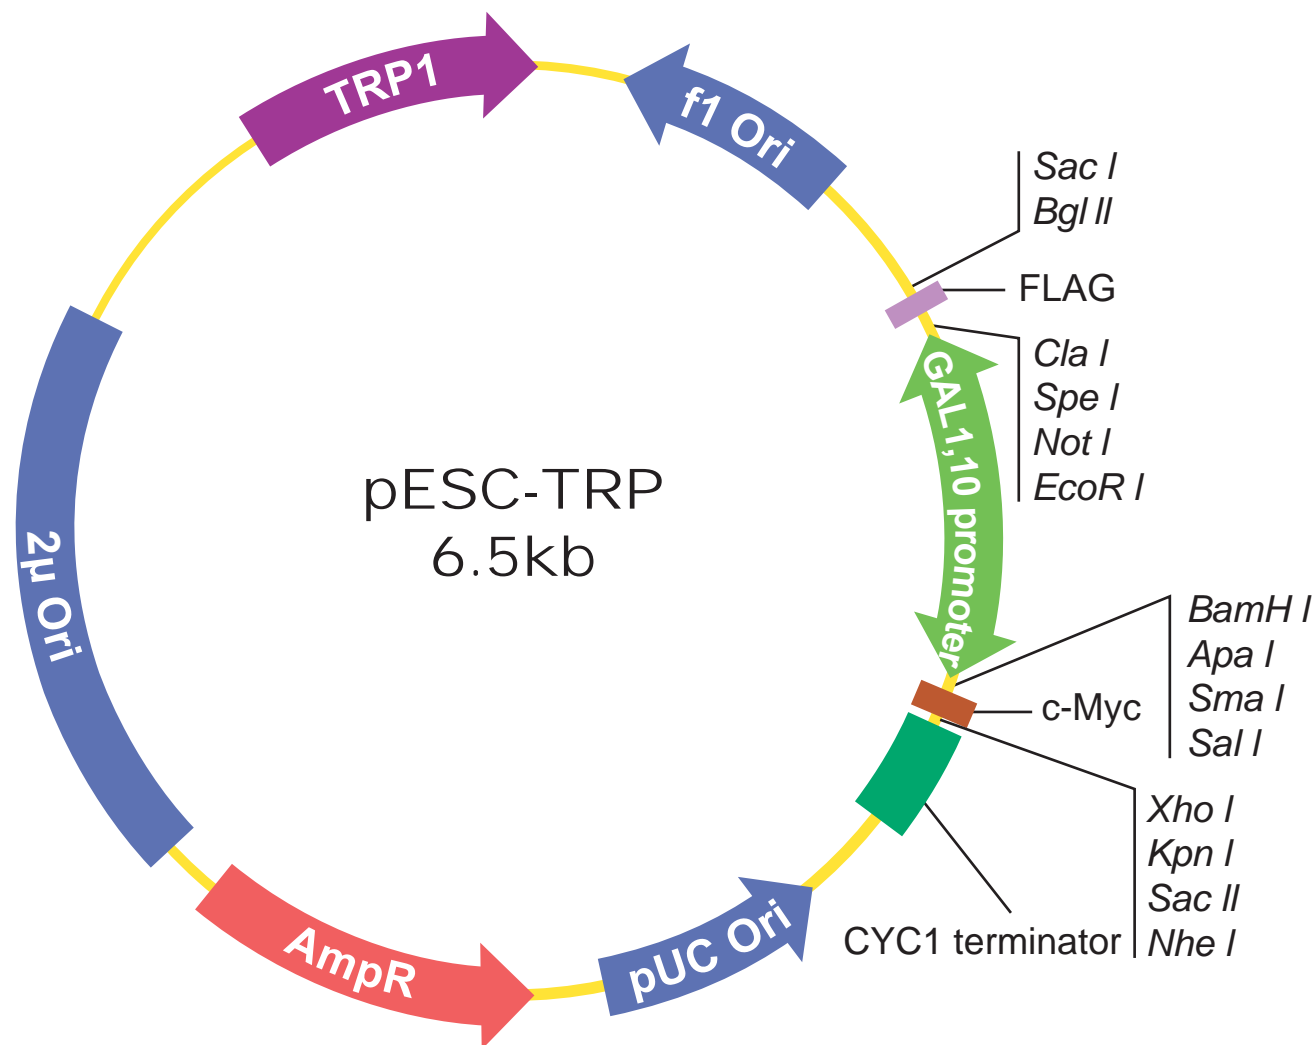 TRP1
f1 Ori
Sac I
Bgl II
FLAG
Cla I
Spe I
Not I
EcoR I
GAL1,10 promoter
pESC-TRP
6.5kb
2µ Ori
BamH I
Apa I
Sma I
Sal I
c-Myc
Xho I
Kpn I
Sac II
Nhe I
CYC1 terminator
pUC Ori
AmpR